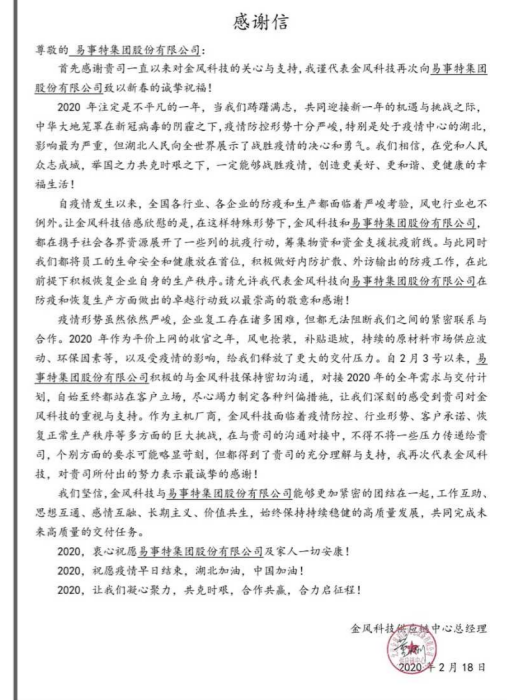 感谢信
尊敬的 易事特集团股份有限公司：
首先感谢贵司一直以来对金风科技的关心与支持，我谨代表金风科技再次向易事特集团
股份有限公司致以新春的诚挚祝福！
2020 年注定是不平凡的一年，当我们踌躇满志，共同迎接新一年的机遇与挑战之际，
中华大地笼罩在新冠病毒的阴霾之下，疫情防控形势十分严峻，特别是处于疫情中心的湖北，
影响最为严重，但湖北人民向全世界展示了战胜疫情的决心和勇气。我们相信，在党和人民
众志成城，举国之力共克时艰之下，一定能够战胜疫情，创造更美好、更和谐、更健康的幸
福生活！
自疫情发生以来，全国各行业、各企业的防疫和生产都面临着严峻考验，风电行业也不
例外。让金风科技倍感欣慰的是，在这样特殊形势下，金风科技和易事特集团股份有限公司，
都在携手社会各界资源展开了一些列的抗疫行动，筹集物资和资金支援抗疫前线。与此同时
我们都将员工的生命安全和健康放在首位，积极做好内防扩散、外访输出的防疫工作，在此
前提下积极恢复企业自身的生产秩序。请允许我代表金风科技向易事特集团股份有限公司在
防疫和恢复生产方面做出的卓越行动致以最崇高的敬意和感谢！
疫情形势虽然依然严峻，企业复工存在诸多困难，但都无法阻断我们之间的紧密联系与
合作。2020 年作为平价上网的收官之年，风电抢装，补贴退坡，持续的原材料市场供应波
动、环保因素等，以及受疫情的影响，给我们释放了更大的交付压力。自 2 月 3 号以来，易
事特集团股份有限公司积极的与金风科技保持密切沟通，对接 2020 年的全年需求与交付计
划，自始至终都站在客户立场，尽心竭力制定各种纠偏措施，让我们深刻的感受到贵司对金
风科技的重视与支持。作为主机厂商，金风科技面临着疫情防控、行业形势、客户承诺、恢
复正常生产秩序等多方面的巨大挑战，在与贵司的沟通对接中，不得不将一些压力传递给贵
司，个别方面的要求可能略显苛刻，但都得到了贵司的充分理解与支持，我再次代表金风科
技，对贵司所付出的努力表示最诚挚的感谢！
我们坚信，金风科技与易事特集团股份有限公司能够更加紧密的团结在一起，工作互助、
思想互通、感情互融、长期主义、价值共生，始终保持持续稳健的高质量发展，共同完成未
来高质量的交付任务。
2020，衷心祝愿易事特集团股份有限公司及家人一切安康！
2020，祝愿疫情早日结束，湖北加油，中国加油！
2020，让我们凝心聚力，共克时艰，合作共赢，合力启征程！
金风科技供应链中心总经理
2020 年 2 月 18 日